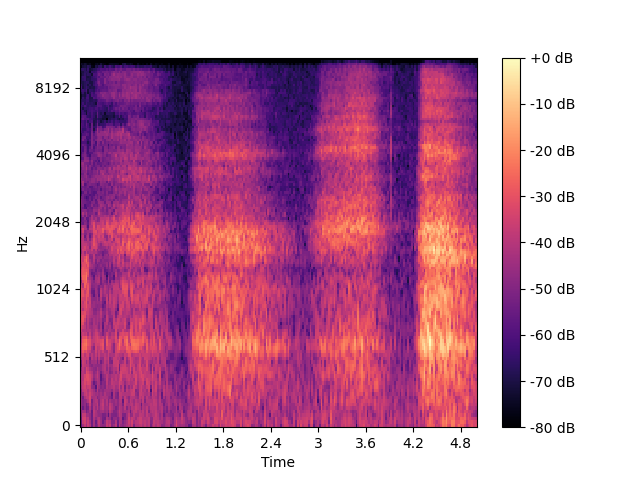 +0 dB
8192
-10 dB
4096
-20 dB
-30 dB
2048
-40 dB
Hz
1024
-50 dB
-60 dB
512
-70 dB
0
-80 dB
0 0.6 1.2 1.8 2.4 3 3.6 4.2 4.8
Time